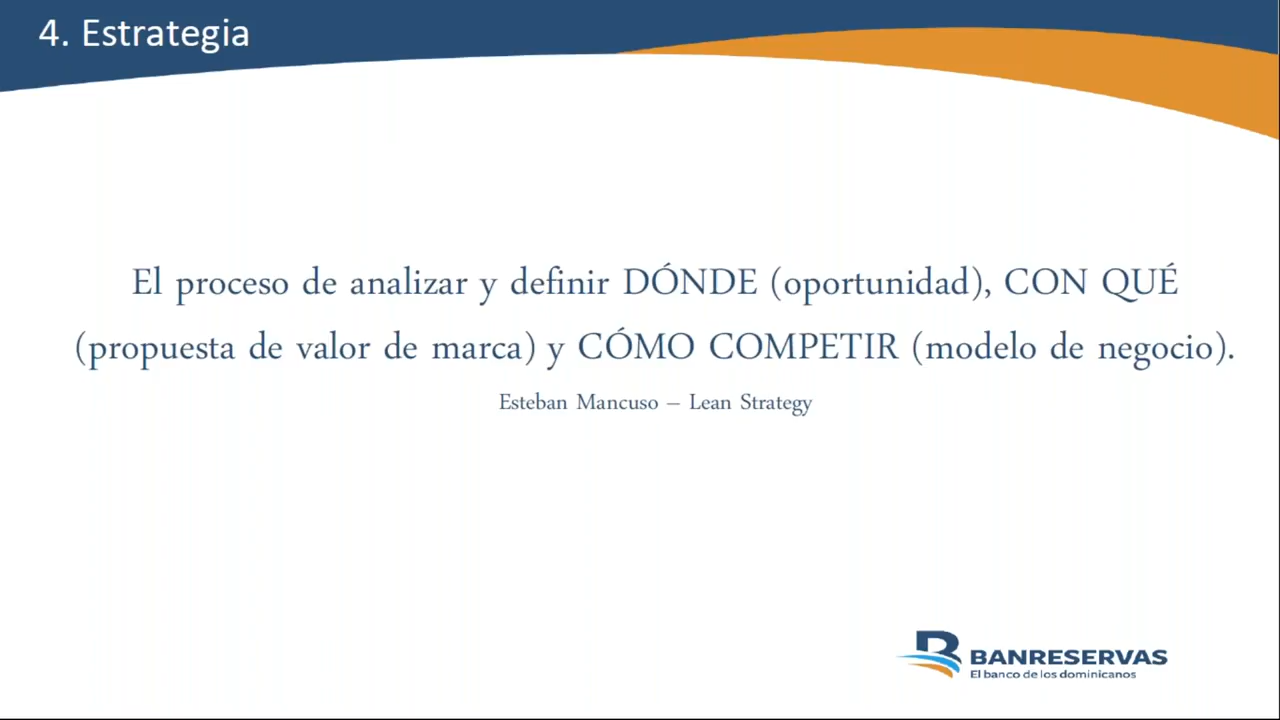 4. Estrategia
El proceso de analizar y definir DÓNDE (oportunidad), CON QUÉ
(propuesta de valor de marca) y CÓMO COMPETIR (modelo de negocio).
Esteban Mancuso – Lean Strategy
BANRESERVAS
El banco de los dominicanos